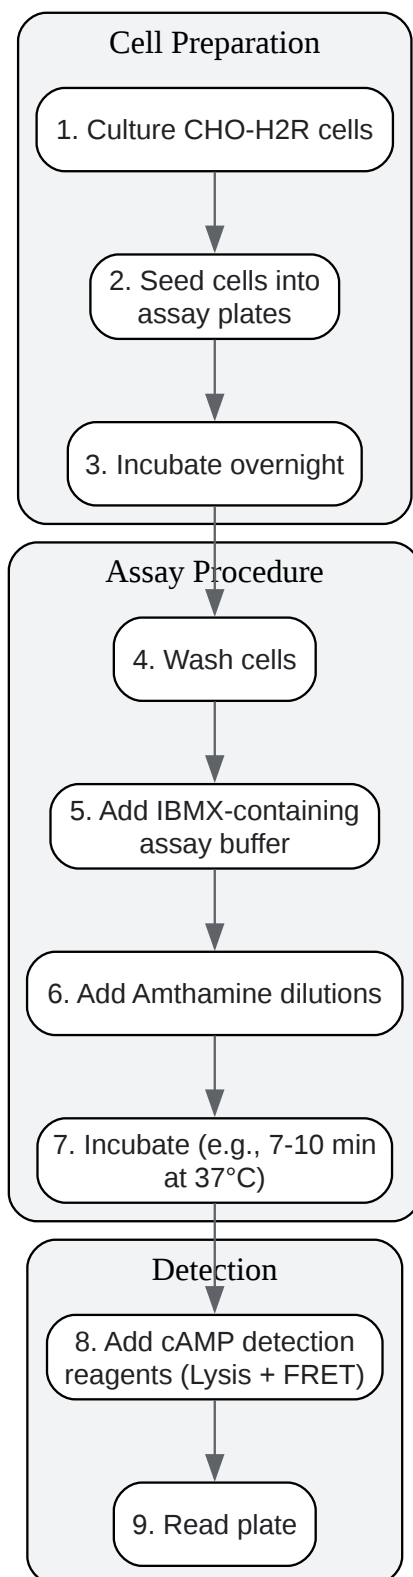 Cell Preparation
1. Culture CHO-H2R cells
2. Seed cells into
assay plates
3. Incubate overnight
Assay Procedure
4. Wash cells
5. Add IBMX-containing
assay buffer
6. Add Amthamine dilutions
7. Incubate (e.g., 7-10 min
at 37°C)
Detection
8. Add cAMP detection
reagents (Lysis + FRET)
9. Read plate